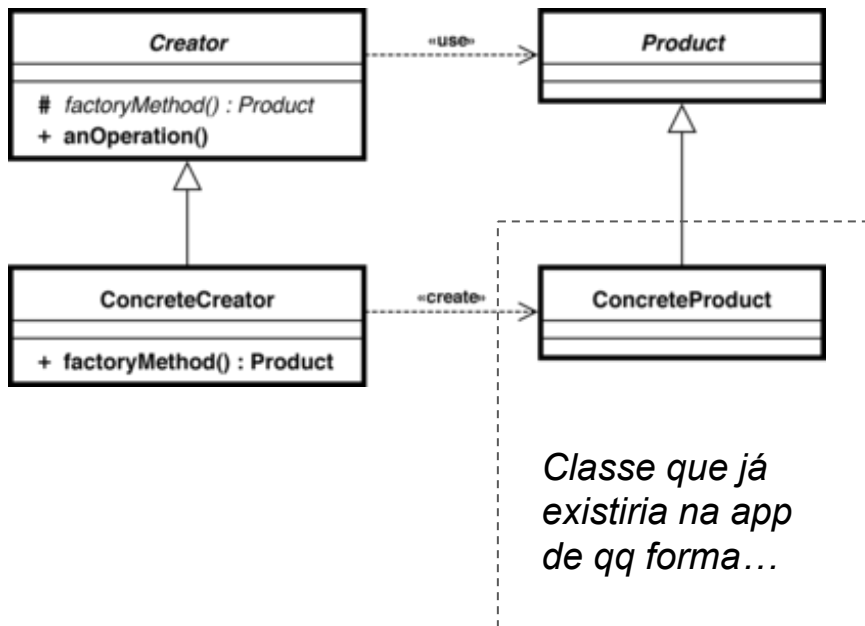 Creator
«use»
Product
# factoryMethod() : Product
+ anOperation()
ConcreteCreator
«create»
ConcreteProduct
+ factoryMethod() : Product
Classe que já
existiria na app
de qq forma…